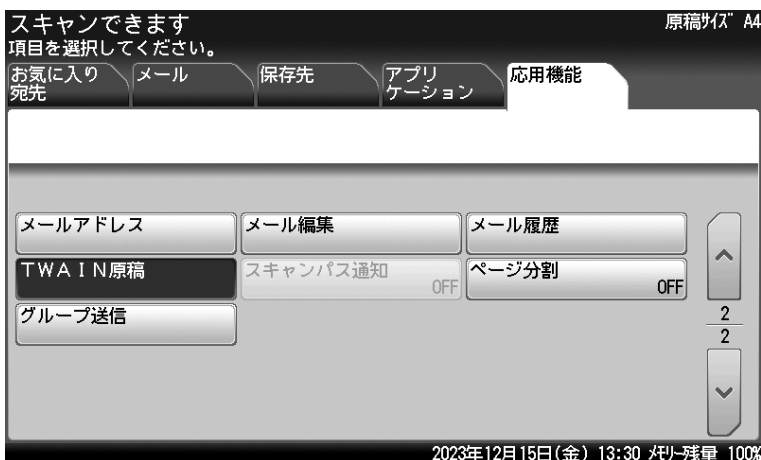 スキャンできます
原稿ｻｲｽﾞ A4
項目を選択してください。
お気に入り
宛先
メール
保存先
アプリ
ケーション
応用機能
メールアドレス
メール編集
メール履歴
ＴＷＡＩＮ原稿
スキャンパス通知
OFF
ページ分割
OFF
グループ送信
2
2
2023年12月15日(金) 13:30 ﾒﾓﾘｰ残量 100%